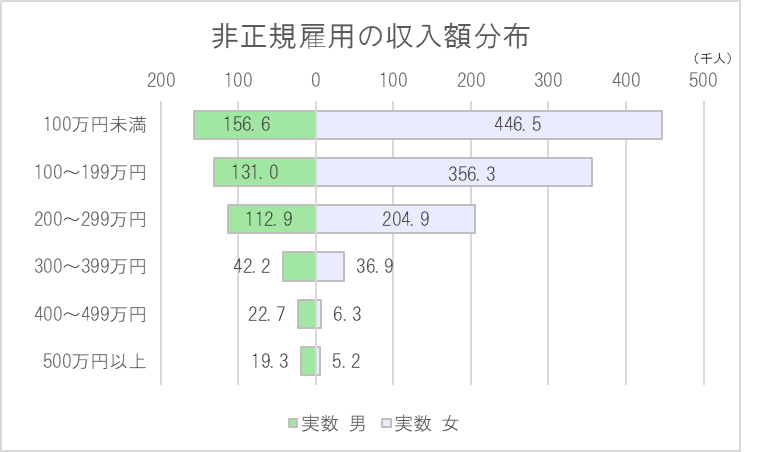 非正規雇用の収入額分布
（千人）
200 100 0 100 200 300 400 500
100万円未満 156.6 446.5
100～199万円 131.0 356.3
200～299万円 112.9 204.9
300～399万円 42.2 36.9
400～499万円 22.7 6.3
500万円以上 19.3 5.2
実数 男 実数 女